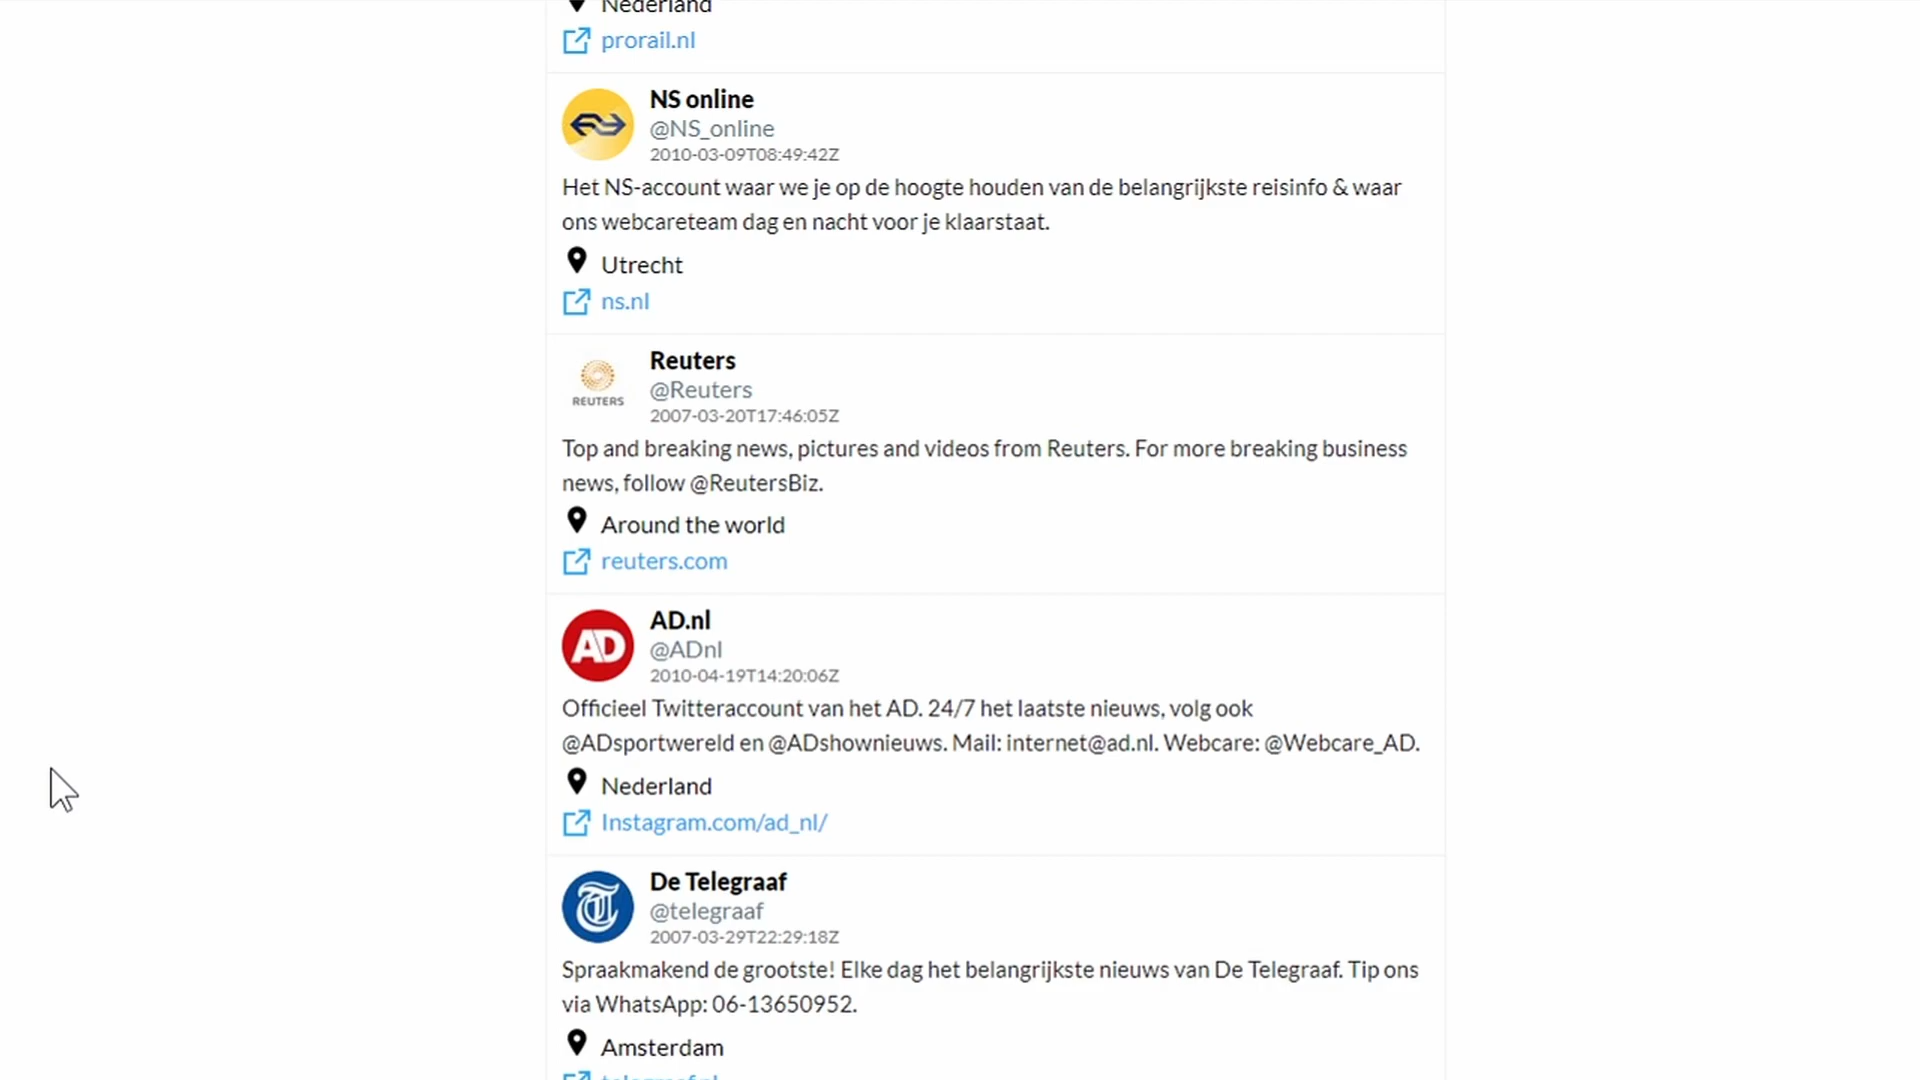 Nederland
prorail.nl
NS online
@NS_online
2010-03-09T08:49:42Z
Het NS-account waar we je op de hoogte houden van de belangrijkste reisinfo & waar
ons webcareteam dag en nacht voor je klaarstaat.
Utrecht
ns.nl
REUTERS
Reuters
@Reuters
2007-03-20T17:46:05Z
Top and breaking news, pictures and videos from Reuters. For more breaking business
news, follow @ReutersBiz.
Around the world
reuters.com
AD
AD.nl
@ADnl
2010-04-19T14:20:06Z
Officieel Twitteraccount van het AD. 24/7 het laatste nieuws, volg ook
@ADsportwereld en @ADshownieuws. Mail: internet@ad.nl. Webcare: @Webcare_AD.
Nederland
Instagram.com/ad_nl/
T
De Telegraaf
@telegraaf
2007-03-29T22:29:18Z
Spraakmakend de grootste! Elke dag het belangrijkste nieuws van De Telegraaf. Tip ons
via WhatsApp: 06-13650952.
Amsterdam
telegraaf.nl